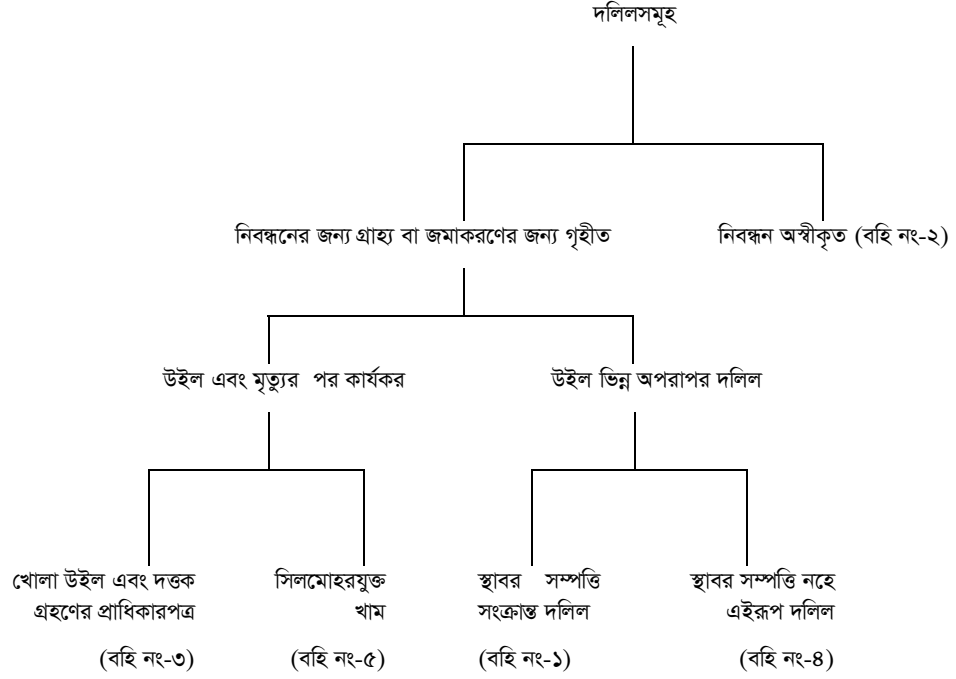 দলিলসমূহ
নিবন্ধনের জন্য গ্রাহ্য বা জমাকরণের জন্য গৃহীত
নিবন্ধন অস্বীকৃত (বহি নং-২)
উইল এবং মৃত্যুর পর কার্যকর
উইল ভিন্ন অপরাপর দলিল
খোলা উইল এবং দত্তক
গ্রহণের প্রাধিকারপত্র
(বহি নং-৩)
সিলমোহরযুক্ত
খাম
(বহি নং-৫)
স্থাবর সম্পত্তি
সংক্রান্ত দলিল
(বহি নং-১)
স্থাবর সম্পত্তি নহে
এইরূপ দলিল
(বহি নং-৪)